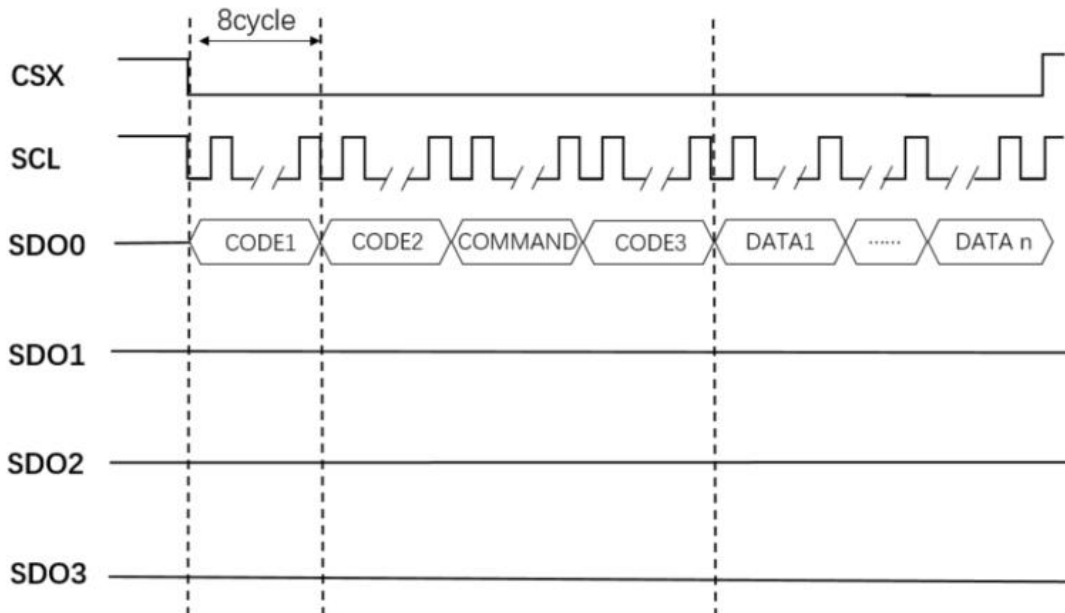 8cycle
CSX
SCL
SDO0 CODE1 CODE2 COMMAND CODE3 DATA1 ...... DATA n
SDO1
SDO2
SDO3